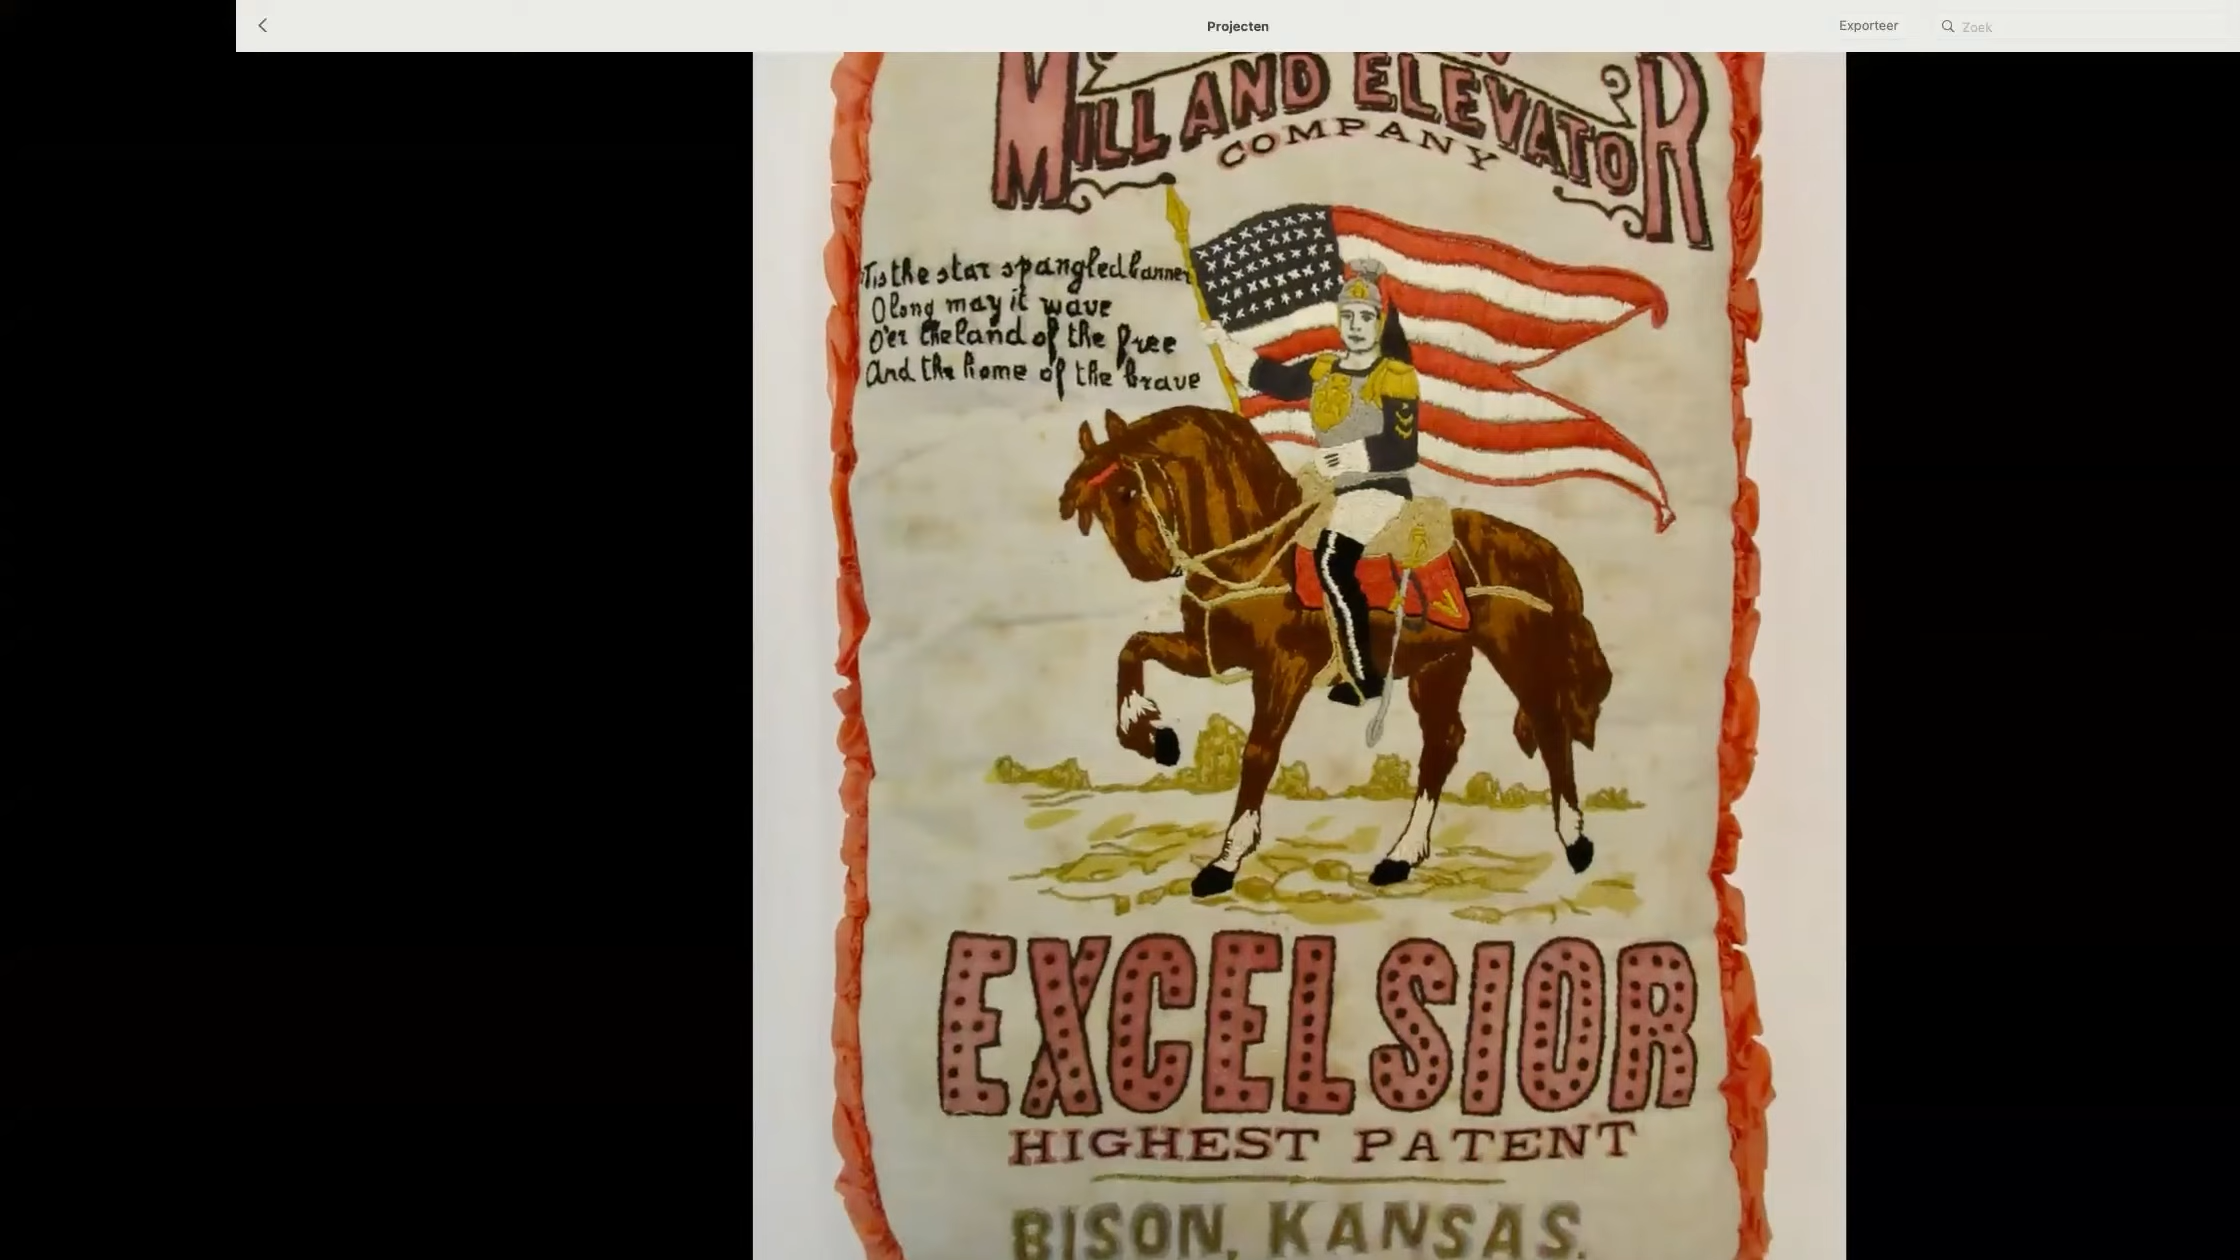 Projecten
Exporteer
Zoek
MILL AND ELEVATOR
COMPANY
'Tis the star spangled banner
O long may it wave
O'er the land of the free
And the home of the brave
EXCELSIOR
HIGHEST PATENT
BISON, KANSAS.